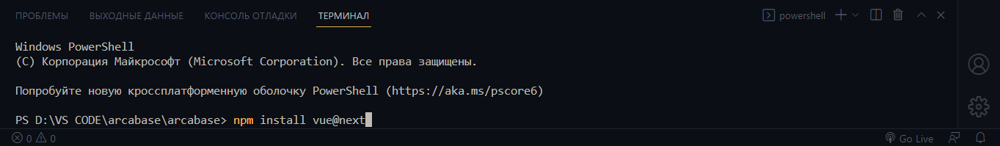 ПРОБЛЕМЫ ВЫХОДНЫЕ ДАННЫЕ КОНСОЛЬ ОТЛАДКИ ТЕРМИНАЛ powershell
Windows PowerShell
(C) Корпорация Майкрософт (Microsoft Corporation). Все права защищены.
Попробуйте новую кроссплатформенную оболочку PowerShell (https://aka.ms/pscore6)
PS D:\VS CODE\arcabase\arcabase> npm install vue@next
0 0 Go Live